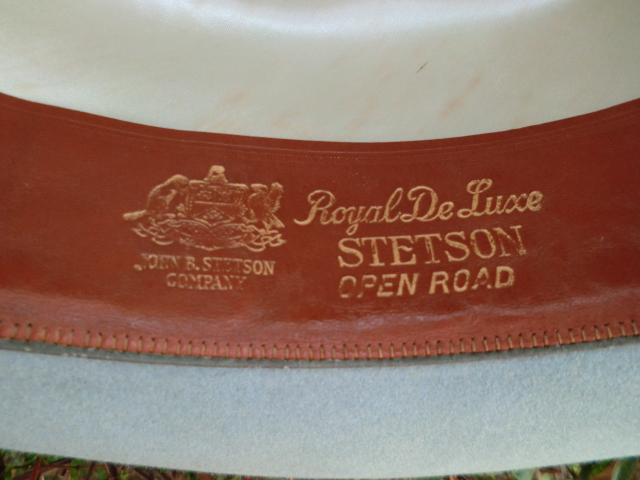 JOHN B. STETSON
COMPANY
Royal De Luxe
STETSON
OPEN ROAD